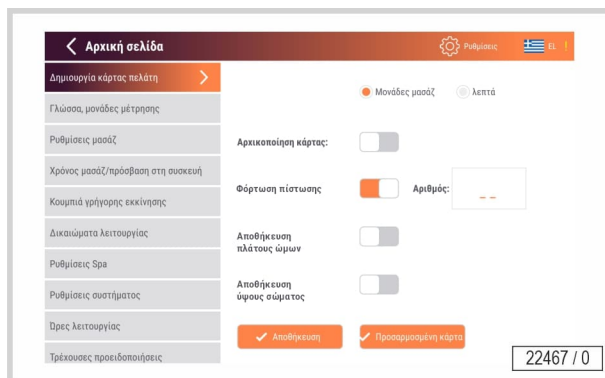 Αρχική σελίδα
Ρυθμίσεις
EL !
Δημιουργία κάρτας πελάτη
Γλώσσα, μονάδες μέτρησης
Ρυθμίσεις μασάζ
Χρόνος μασάζ/πρόσβαση στη συσκευή
Κουμπιά γρήγορης εκκίνησης
Δικαιώματα λειτουργίας
Ρυθμίσεις Spa
Ρυθμίσεις συστήματος
Ώρες λειτουργίας
Τρέχουσες προειδοποιήσεις
Μονάδες μασάζ
λεπτά
Αρχικοποίηση κάρτας:
Φόρτωση πίστωσης
Αριθμός:
_ _
Αποθήκευση
πλάτους ώμων
Αποθήκευση
ύψους σώματος
Αποθήκευση
Προσαρμοσμένη κάρτα
22467 / 0